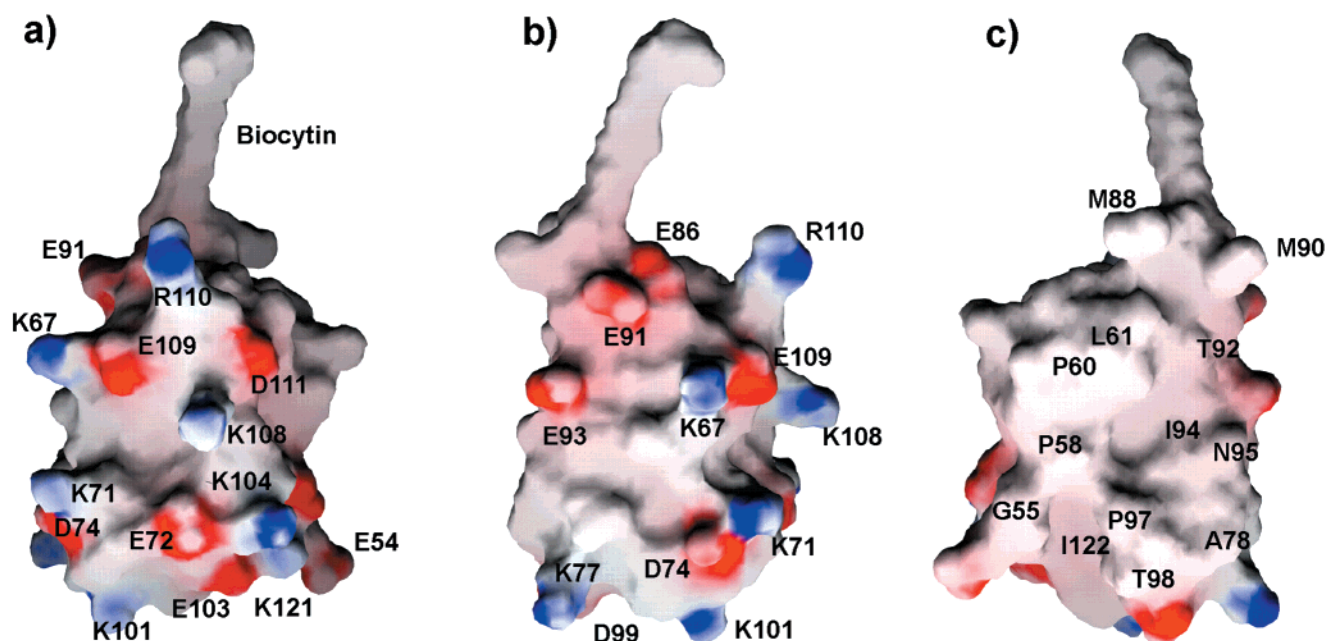 a)
Biocytin
E91
R110
K67
E109
D111
K108
K71
K104
D74
E72
E54
E103
K121
K101
b)
E86
R110
E91
E109
E93
K67
K108
K71
K77
D74
D99
K101
c)
M88
M90
L61
T92
P60
P58
I94
N95
G55
P97
I122
A78
T98